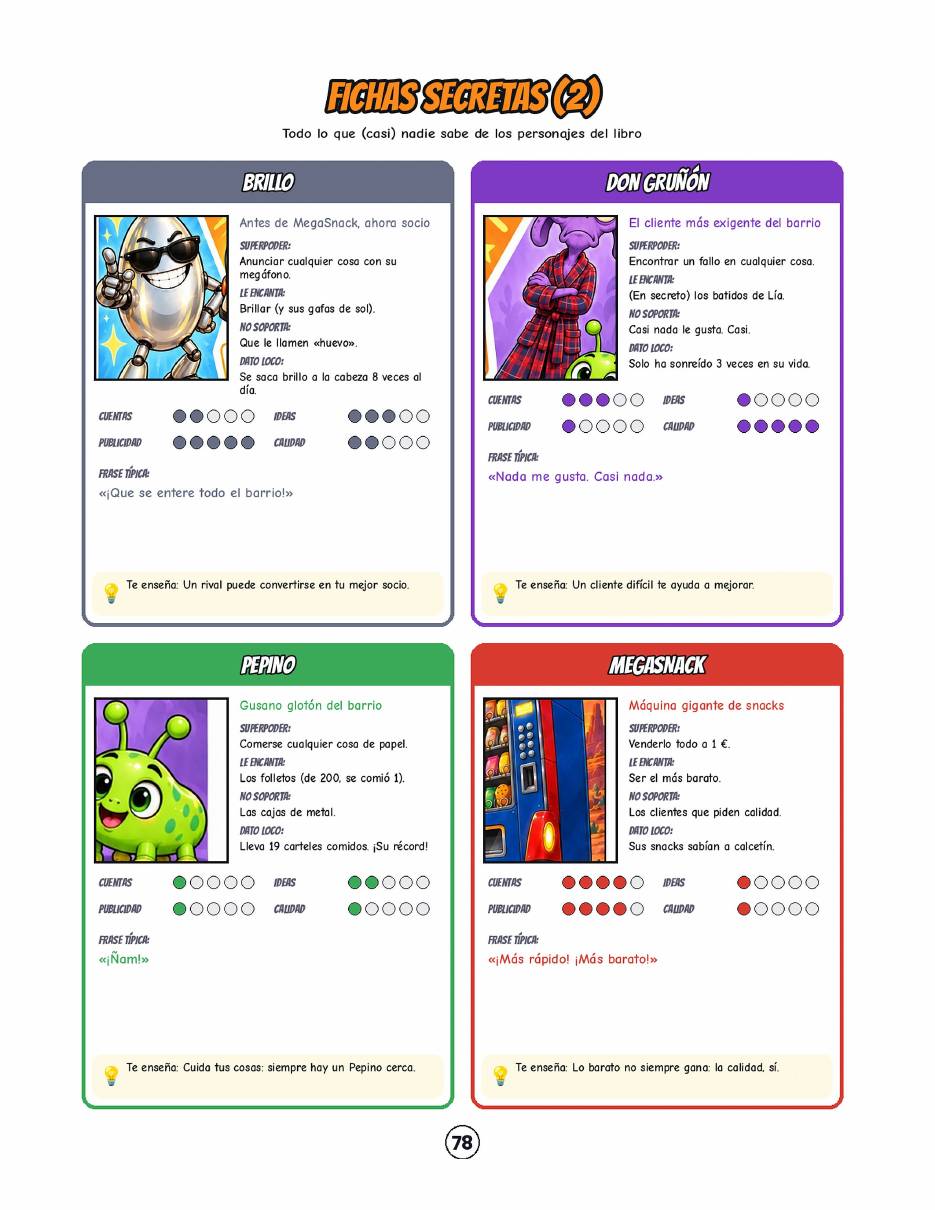 FICHAS SECRETAS (2)
Todo lo que (casi) nadie sabe de los personajes del libro
BRILLO
Antes de MegaSnack, ahora socio
SUPERPODER:
Anunciar cualquier cosa con su
megáfono.
LE ENCANTA:
Brillar (y sus gafas de sol).
NO SOPORTA:
Que le llamen «huevo».
DATO LOCO:
Se saca brillo a la cabeza 8 veces al
día.
CUENTAS IDEAS
PUBLICIDAD CALIDAD
FRASE TÍPICA:
«¡Que se entere todo el barrio!»
Te enseña: Un rival puede convertirse en tu mejor socio.
DON GRUÑÓN
El cliente más exigente del barrio
SUPERPODER:
Encontrar un fallo en cualquier cosa.
LE ENCANTA:
(En secreto) los batidos de Lía.
NO SOPORTA:
Casi nada le gusta. Casi.
DATO LOCO:
Solo ha sonreído 3 veces en su vida.
CUENTAS IDEAS
PUBLICIDAD CALIDAD
FRASE TÍPICA:
«Nada me gusta. Casi nada.»
Te enseña: Un cliente difícil te ayuda a mejorar.
PEPINO
Gusano glotón del barrio
SUPERPODER:
Comerse cualquier cosa de papel.
LE ENCANTA:
Los folletos (de 200, se comió 1).
NO SOPORTA:
Las cajas de metal.
DATO LOCO:
Lleva 19 carteles comidos. ¡Su récord!
CUENTAS IDEAS
PUBLICIDAD CALIDAD
FRASE TÍPICA:
«¡Ñam!»
Te enseña: Cuida tus cosas: siempre hay un Pepino cerca.
MEGASNACK
Máquina gigante de snacks
SUPERPODER:
Venderlo todo a 1 €.
LE ENCANTA:
Ser el más barato.
NO SOPORTA:
Los clientes que piden calidad.
DATO LOCO:
Sus snacks sabían a calcetín.
CUENTAS IDEAS
PUBLICIDAD CALIDAD
FRASE TÍPICA:
«¡Más rápido! ¡Más barato!»
Te enseña: Lo barato no siempre gana: la calidad, sí.
78